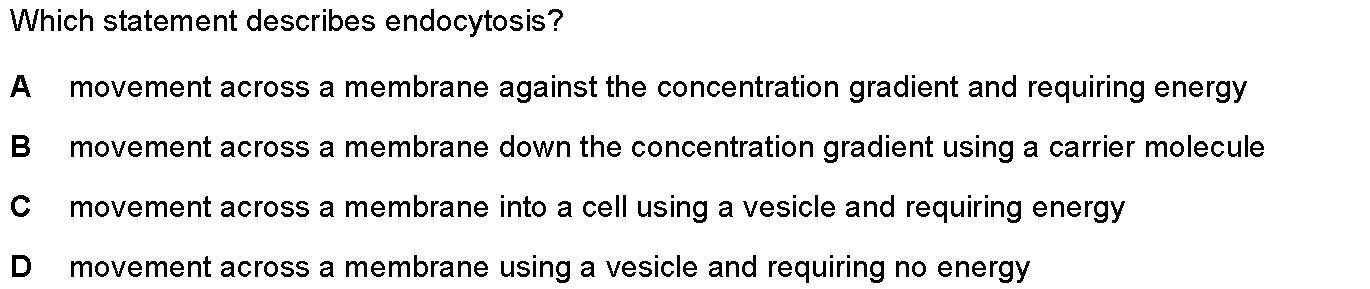 Which statement describes endocytosis?
A movement across a membrane against the concentration gradient and requiring energy
B movement across a membrane down the concentration gradient using a carrier molecule
C movement across a membrane into a cell using a vesicle and requiring energy
D movement across a membrane using a vesicle and requiring no energy